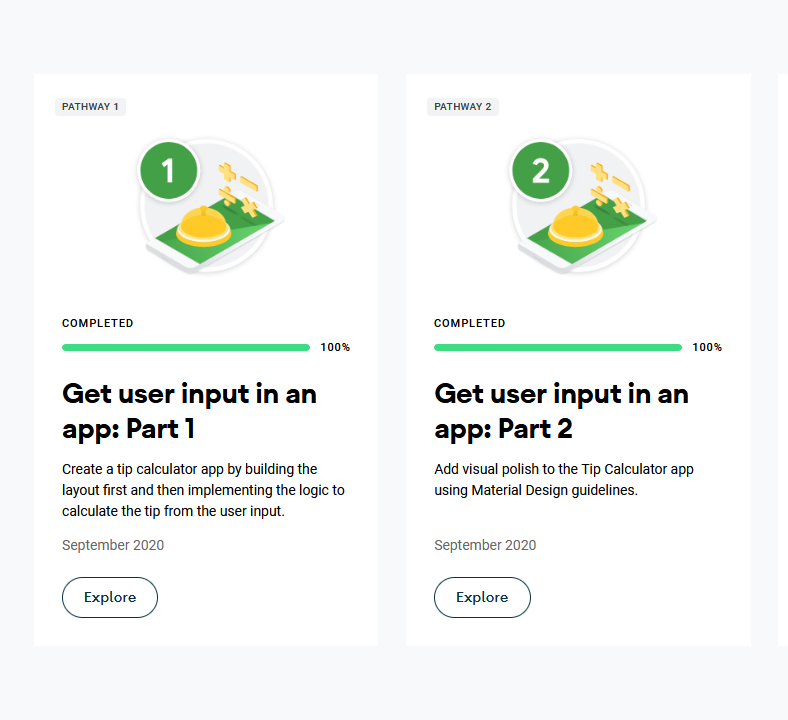 PATHWAY 1
1
COMPLETED
100%
Get user input in an
app: Part 1
Create a tip calculator app by building the
layout first and then implementing the logic to
calculate the tip from the user input.
September 2020
Explore
PATHWAY 2
2
COMPLETED
100%
Get user input in an
app: Part 2
Add visual polish to the Tip Calculator app
using Material Design guidelines.
September 2020
Explore